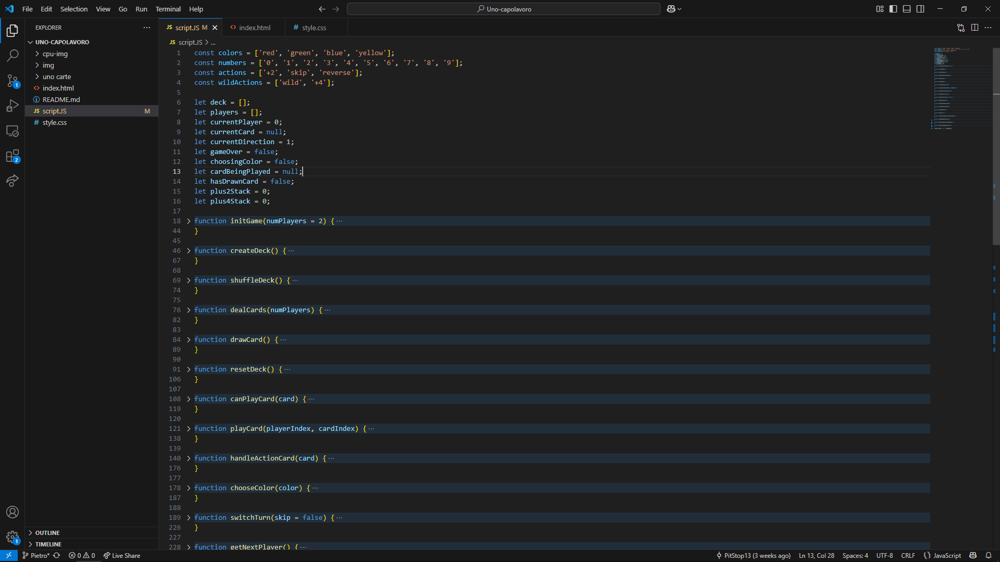 File Edit Selection View Go Run Terminal Help
Uno-capolavoro
EXPLORER
UNO-CAPOLAVORO
cpu-img
img
uno carte
index.html
README.md
JS script.JS M
# style.css
OUTLINE
TIMELINE
1
2
1
JS script.JS M
index.html
# style.css
JS script.JS > ...
1 const colors = ['red', 'green', 'blue', 'yellow'];
2 const numbers = ['0', '1', '2', '3', '4', '5', '6', '7', '8', '9'];
3 const actions = ['+2', 'skip', 'reverse'];
4 const wildActions = ['wild', '+4'];
5
6 let deck = [];
7 let players = [];
8 let currentPlayer = 0;
9 let currentCard = null;
10 let currentDirection = 1;
11 let gameOver = false;
12 let choosingColor = false;
13 let cardBeingPlayed = null;
14 let hasDrawnCard = false;
15 let plus2Stack = 0;
16 let plus4Stack = 0;
17
18 function initGame(numPlayers = 2) { ...
44 }
45
46 function createDeck() { ...
67 }
68
69 function shuffleDeck() { ...
74 }
75
76 function dealCards(numPlayers) { ...
82 }
83
84 function drawCard() { ...
89 }
90
91 function resetDeck() { ...
106 }
107
108 function canPlayCard(card) { ...
119 }
120
121 function playCard(playerIndex, cardIndex) { ...
138 }
139
140 function handleActionCard(card) { ...
176 }
177
178 function chooseColor(color) { ...
187 }
188
189 function switchTurn(skip = false) { ...
226 }
227
228 function getNextPlayer() { ...
Pietro* 0 0 Live Share PitStop13 (3 weeks ago) Ln 13, Col 28 Spaces: 4 UTF-8 CRLF {} JavaScript